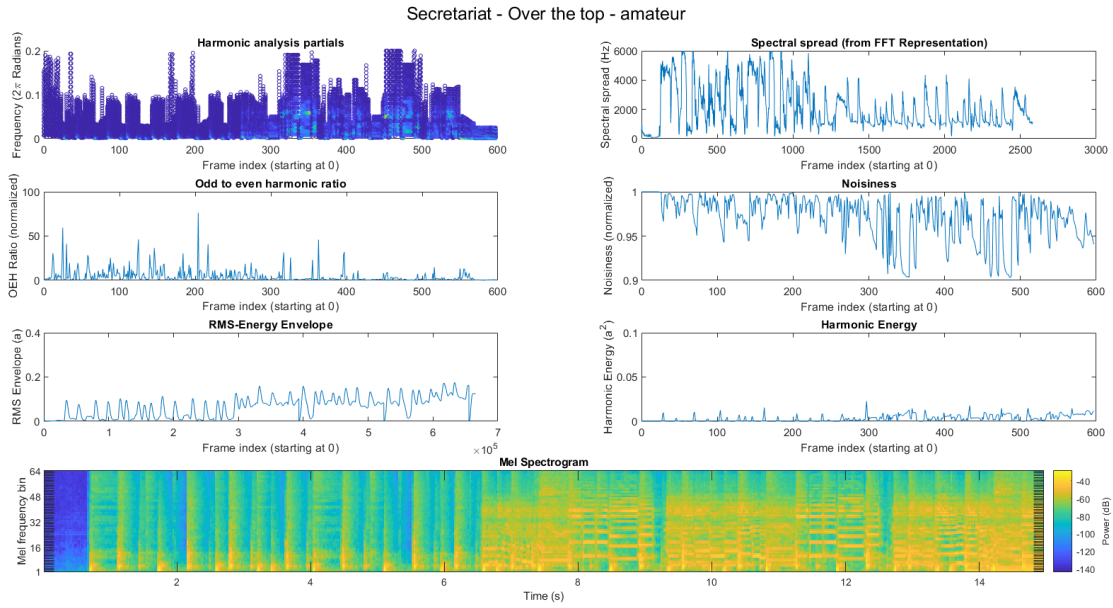 Secretariat - Over the top - amateur
Harmonic analysis partials
Frequency (2π Radians)
0.2
0.1
0
0 100 200 300 400 500 600
Frame index (starting at 0)
Spectral spread (from FFT Representation)
Spectral spread (Hz)
6000
4000
2000
0
0 500 1000 1500 2000 2500 3000
Frame index (starting at 0)
Odd to even harmonic ratio
OEH Ratio (normalized)
100
50
0
0 100 200 300 400 500 600
Frame index (starting at 0)
Noisiness
Noisiness (normalized)
1
0.95
0.9
0 100 200 300 400 500 600
Frame index (starting at 0)
RMS-Energy Envelope
RMS Envelope (a)
0.4
0.2
0
0 1 2 3 4 5 6 7
Frame index (starting at 0)
×10^5
Harmonic Energy
Harmonic Energy (a^2)
0.1
0.05
0
0 100 200 300 400 500 600
Frame index (starting at 0)
Mel Spectrogram
Mel frequency bin
64
48
32
16
1
2 4 6 8 10 12 14
Time (s)
-40
-60
-80
-100
-120
-140
Power (dB)